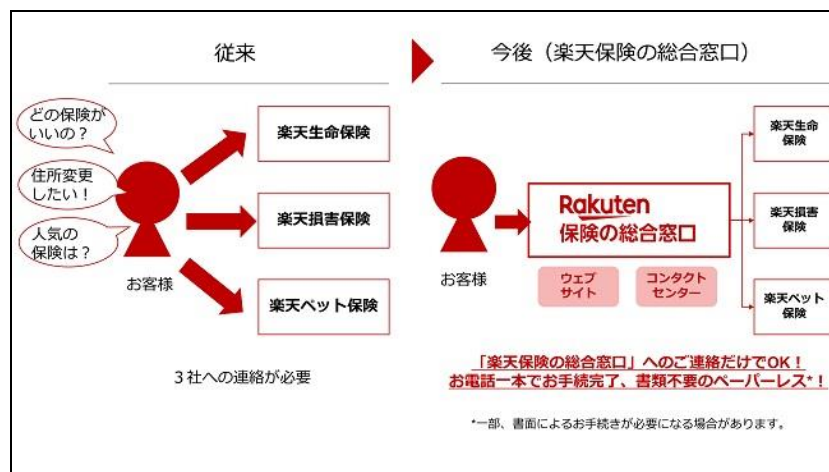 従来
今後（楽天保険の総合窓口）
どの保険が
いいの？
住所変更
したい！
人気の
保険は？
お客様
楽天生命保険
楽天損害保険
楽天ペット保険
３社への連絡が必要
お客様
Rakuten
保険の総合窓口
ウェブ
サイト
コンタクト
センター
楽天生命
保険
楽天損害
保険
楽天ペット
保険
「楽天保険の総合窓口」へのご連絡だけでOK！
お電話一本でお手続完了、書類不要のペーパーレス*！
*一部、書面によるお手続きが必要になる場合があります。